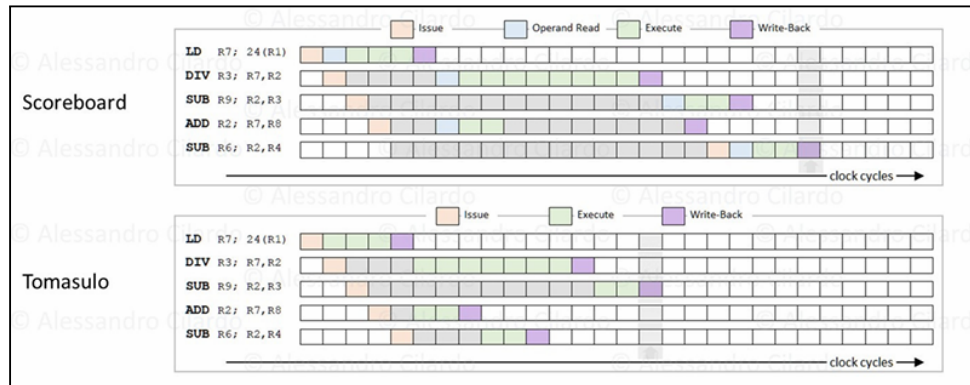 Issue Operand Read Execute Write-Back
LD R7; 24(R1)
DIV R3; R7,R2
Scoreboard
SUB R9; R2,R3
ADD R2; R7,R8
SUB R6; R2,R4
clock cycles
Issue Execute Write-Back
LD R7; 24(R1)
DIV R3; R7,R2
Tomasulo
SUB R9; R2,R3
ADD R2; R7,R8
SUB R6; R2,R4
clock cycles
© Alessandro Cilardo